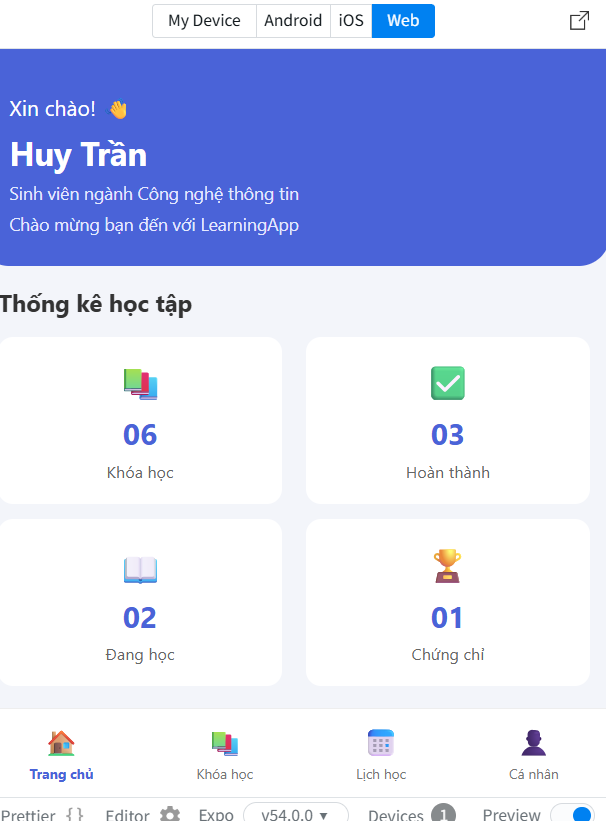 My Device Android iOS Web
Xin chào! 👋
Huy Trần
Sinh viên ngành Công nghệ thông tin
Chào mừng bạn đến với LearningApp
Thống kê học tập
06 03
Khóa học Hoàn thành
02 01
Đang học Chứng chỉ
Trang chủ Khóa học Lịch học Cá nhân
Prettier { } Editor Expo v54.0.0 ▼ Devices 1 Preview